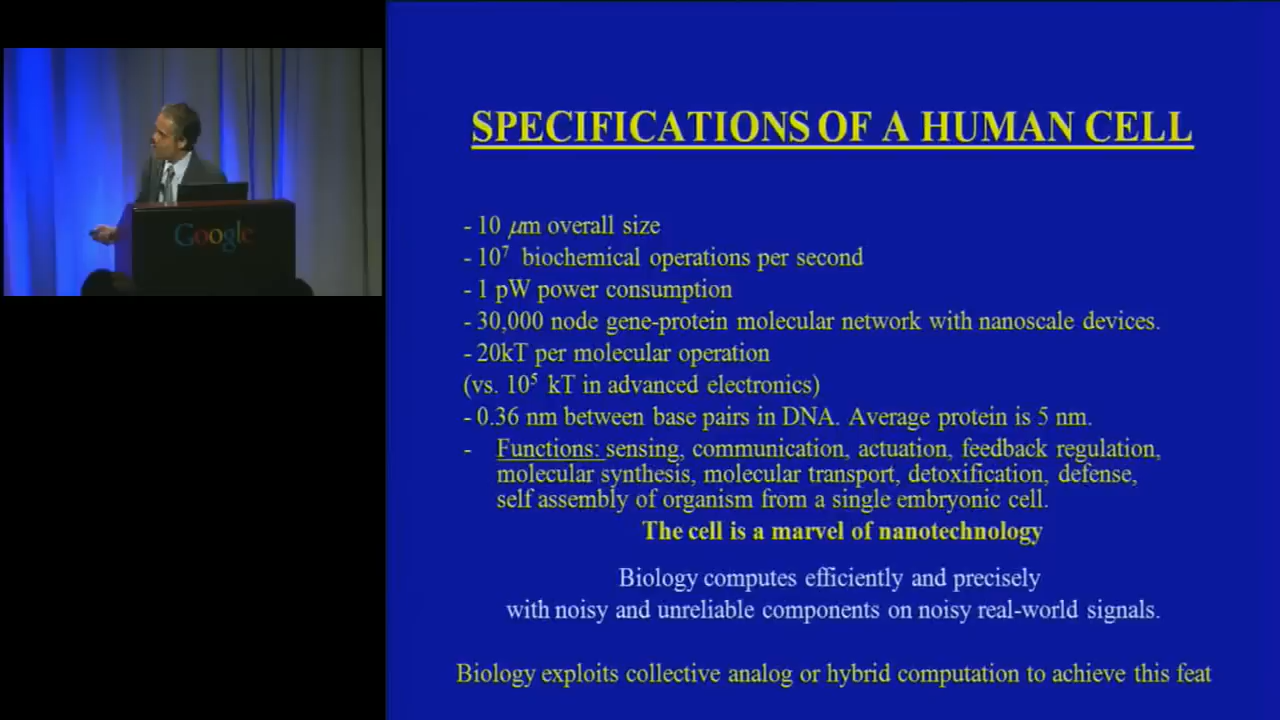 Google
SPECIFICATIONS OF A HUMAN CELL
- 10 μm overall size
- 10⁷ biochemical operations per second
- 1 pW power consumption
- 30,000 node gene-protein molecular network with nanoscale devices.
- 20kT per molecular operation
(vs. 10⁵ kT in advanced electronics)
- 0.36 nm between base pairs in DNA. Average protein is 5 nm.
- Functions: sensing, communication, actuation, feedback regulation,
molecular synthesis, molecular transport, detoxification, defense,
self assembly of organism from a single embryonic cell.
The cell is a marvel of nanotechnology
Biology computes efficiently and precisely
with noisy and unreliable components on noisy real-world signals.
Biology exploits collective analog or hybrid computation to achieve this feat